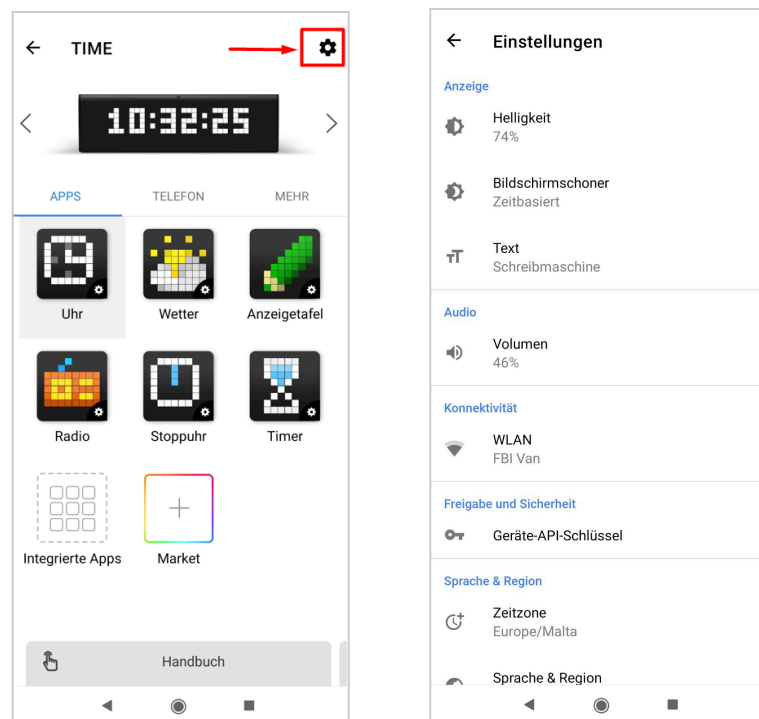 TIME
10:32:25
APPS TELEFON MEHR
Uhr Wetter Anzeigetafel
Radio Stoppuhr Timer
Integrierte Apps Market
Handbuch
Einstellungen
Anzeige
Helligkeit
74%
Bildschirmschoner
Zeitbasiert
Text
Schreibmaschine
Audio
Volumen
46%
Konnektivität
WLAN
FBI Van
Freigabe und Sicherheit
Geräte-API-Schlüssel
Sprache & Region
Zeitzone
Europe/Malta
Sprache & Region